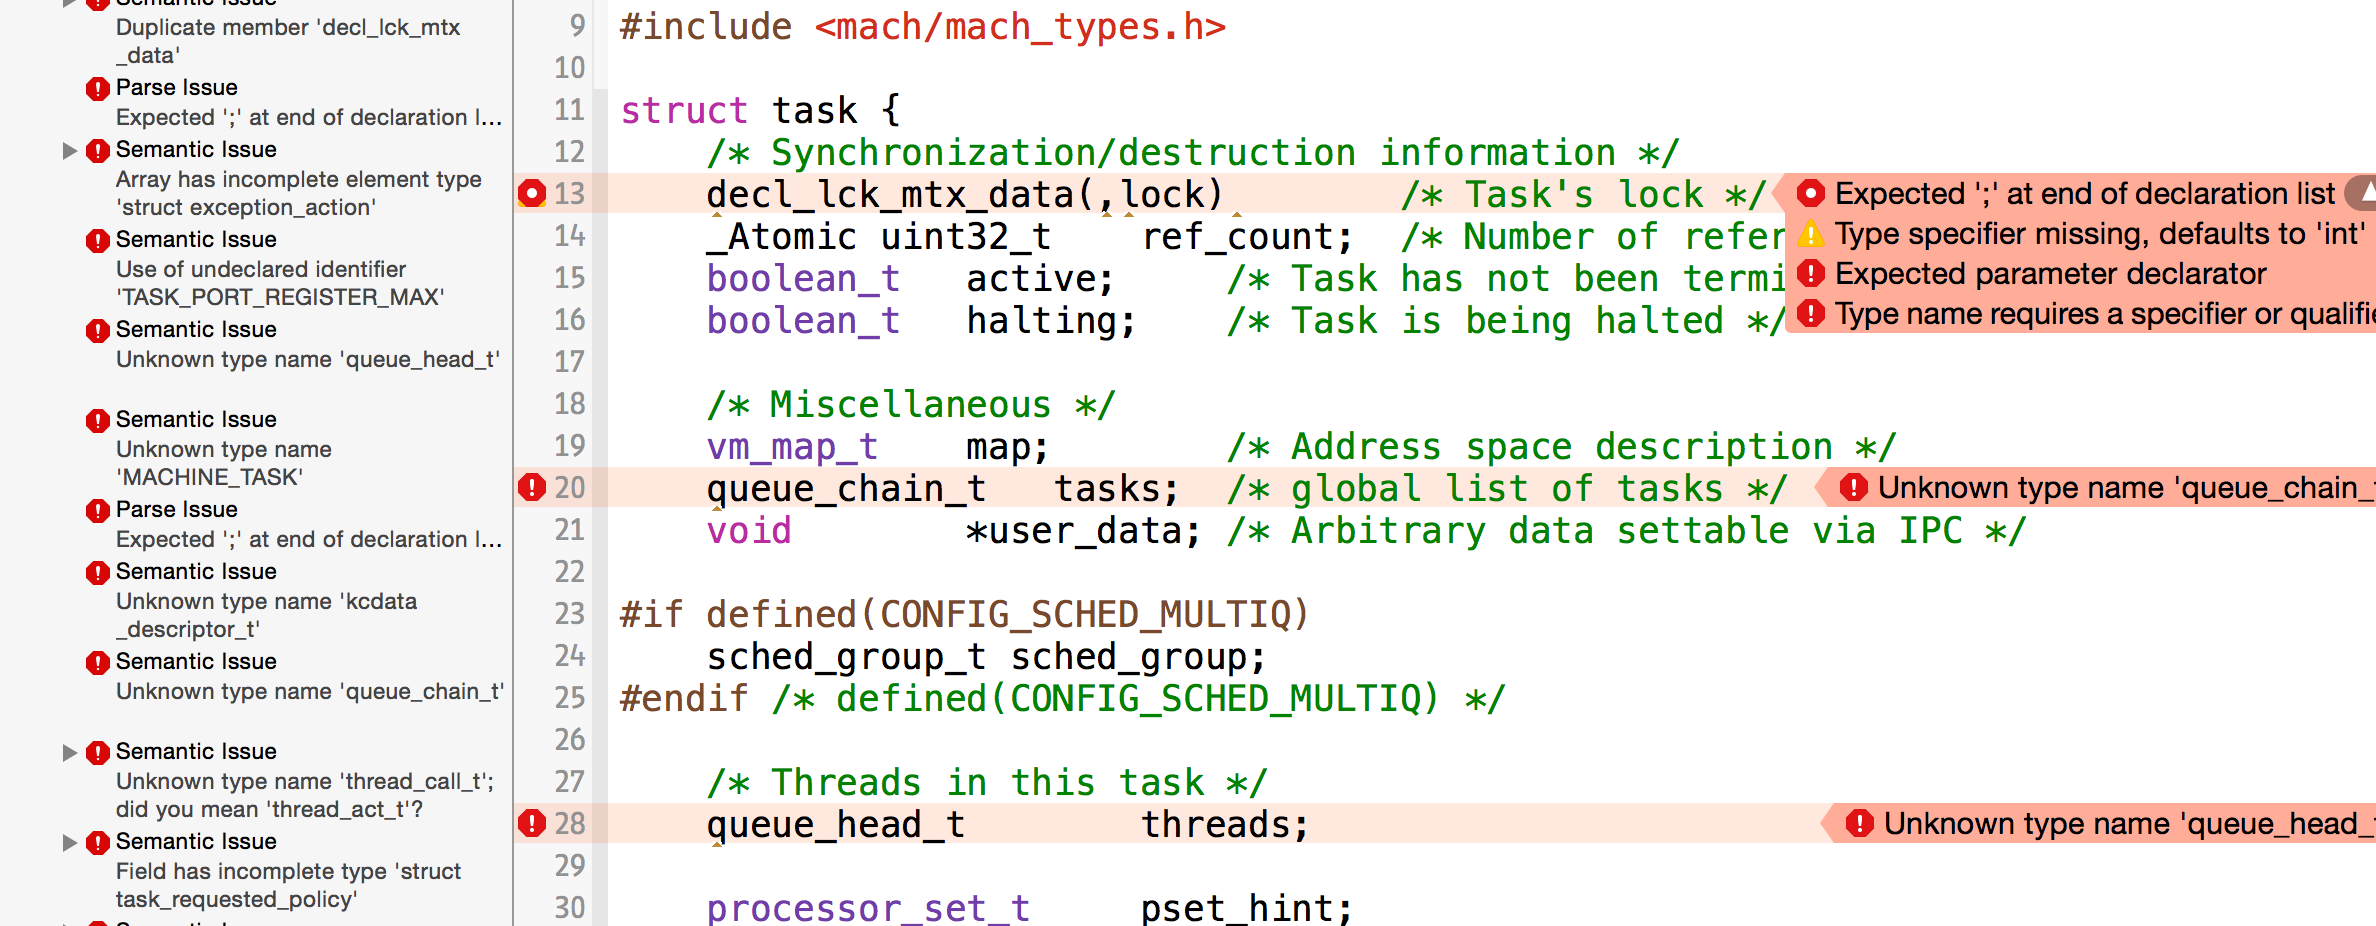 Semantic Issue
Duplicate member 'decl_lck_mtx
_data'
Parse Issue
Expected ';' at end of declaration l...
Semantic Issue
Array has incomplete element type
'struct exception_action'
Semantic Issue
Use of undeclared identifier
'TASK_PORT_REGISTER_MAX'
Semantic Issue
Unknown type name 'queue_head_t'
Semantic Issue
Unknown type name
'MACHINE_TASK'
Parse Issue
Expected ';' at end of declaration l...
Semantic Issue
Unknown type name 'kcdata
_descriptor_t'
Semantic Issue
Unknown type name 'queue_chain_t'
Semantic Issue
Unknown type name 'thread_call_t';
did you mean 'thread_act_t'?
Semantic Issue
Field has incomplete type 'struct
task_requested_policy'
9 #include <mach/mach_types.h>
10
11 struct task {
12 /* Synchronization/destruction information */
13 decl_lck_mtx_data(,lock) /* Task's lock */ Expected ';' at end of declaration list
14 _Atomic uint32_t ref_count; /* Number of refer
Type specifier missing, defaults to 'int'
15 boolean_t active; /* Task has not been termi
Expected parameter declarator
16 boolean_t halting; /* Task is being halted */
Type name requires a specifier or qualifie
17
18 /* Miscellaneous */
19 vm_map_t map; /* Address space description */
20 queue_chain_t tasks; /* global list of tasks */ Unknown type name 'queue_chain_
21 void *user_data; /* Arbitrary data settable via IPC */
22
23 #if defined(CONFIG_SCHED_MULTIQ)
24 sched_group_t sched_group;
25 #endif /* defined(CONFIG_SCHED_MULTIQ) */
26
27 /* Threads in this task */
28 queue_head_t threads; Unknown type name 'queue_head_
29
30 processor_set_t pset_hint;